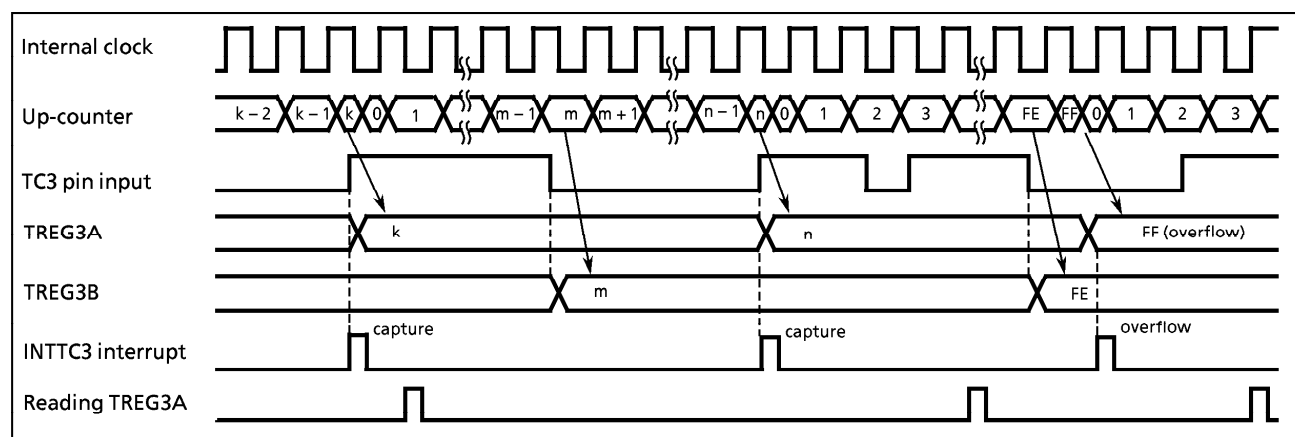 Internal clock
Up-counter k – 2 k – 1 k 0 1 m – 1 m m + 1 n – 1 n 0 1 2 3 FE FF 0 1 2 3
TC3 pin input
TREG3A k n FF (overflow)
TREG3B m FE
INTTC3 interrupt capture capture overflow
Reading TREG3A